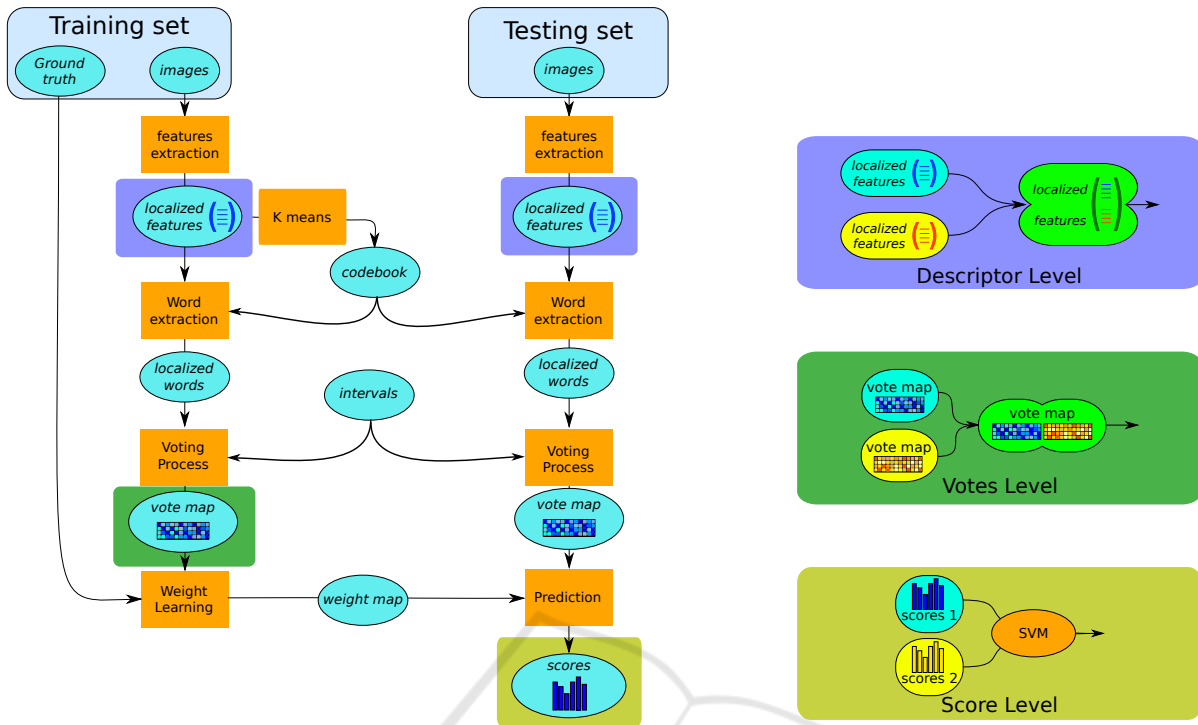 Training set
Ground
truth
images
features
extraction
localized
features
K means
codebook
Word
extraction
localized
words
intervals
Voting
Process
vote map
Weight
Learning
weight map
Testing set
images
features
extraction
localized
features
Word
extraction
localized
words
Voting
Process
vote map
Prediction
scores
localized
features
localized
features
localized
features
Descriptor Level
vote map
vote map
vote map
Votes Level
scores 1
scores 2
SVM
Score Level